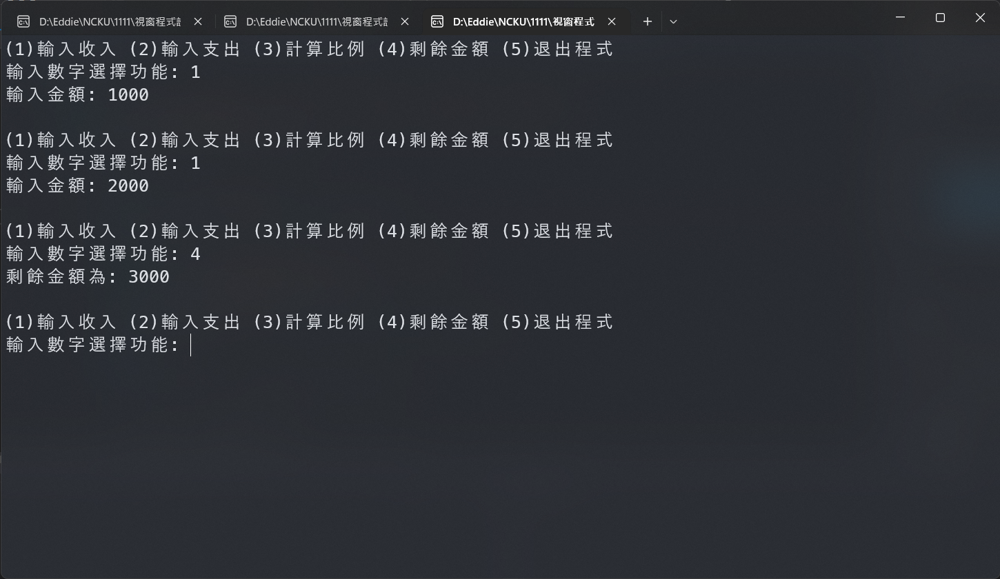 D:\Eddie\NCKU\1111\視窗程式 D:\Eddie\NCKU\1111\視窗程式 D:\Eddie\NCKU\1111\視窗程式
(1)輸入收入 (2)輸入支出 (3)計算比例 (4)剩餘金額 (5)退出程式
輸入數字選擇功能: 1
輸入金額: 1000
(1)輸入收入 (2)輸入支出 (3)計算比例 (4)剩餘金額 (5)退出程式
輸入數字選擇功能: 1
輸入金額: 2000
(1)輸入收入 (2)輸入支出 (3)計算比例 (4)剩餘金額 (5)退出程式
輸入數字選擇功能: 4
剩餘金額為: 3000
(1)輸入收入 (2)輸入支出 (3)計算比例 (4)剩餘金額 (5)退出程式
輸入數字選擇功能: